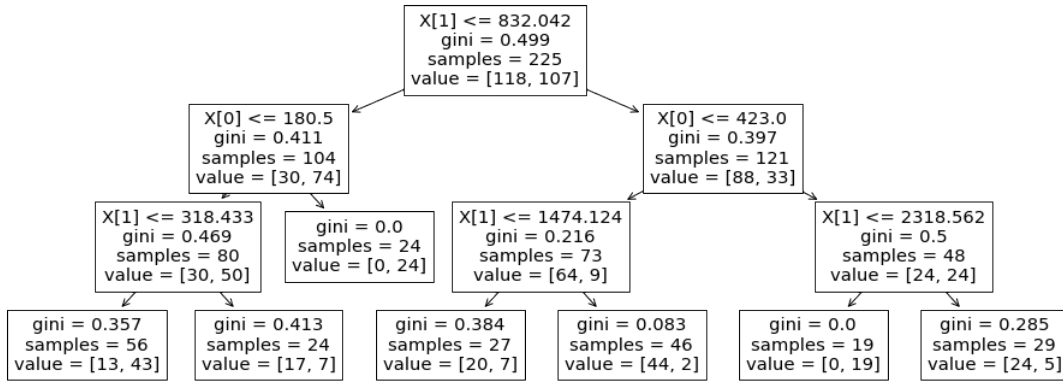 X[1] <= 832.042
gini = 0.499
samples = 225
value = [118, 107]
X[0] <= 180.5
gini = 0.411
samples = 104
value = [30, 74]
X[0] <= 423.0
gini = 0.397
samples = 121
value = [88, 33]
X[1] <= 318.433
gini = 0.469
samples = 80
value = [30, 50]
gini = 0.0
samples = 24
value = [0, 24]
X[1] <= 1474.124
gini = 0.216
samples = 73
value = [64, 9]
X[1] <= 2318.562
gini = 0.5
samples = 48
value = [24, 24]
gini = 0.357
samples = 56
value = [13, 43]
gini = 0.413
samples = 24
value = [17, 7]
gini = 0.384
samples = 27
value = [20, 7]
gini = 0.083
samples = 46
value = [44, 2]
gini = 0.0
samples = 19
value = [0, 19]
gini = 0.285
samples = 29
value = [24, 5]